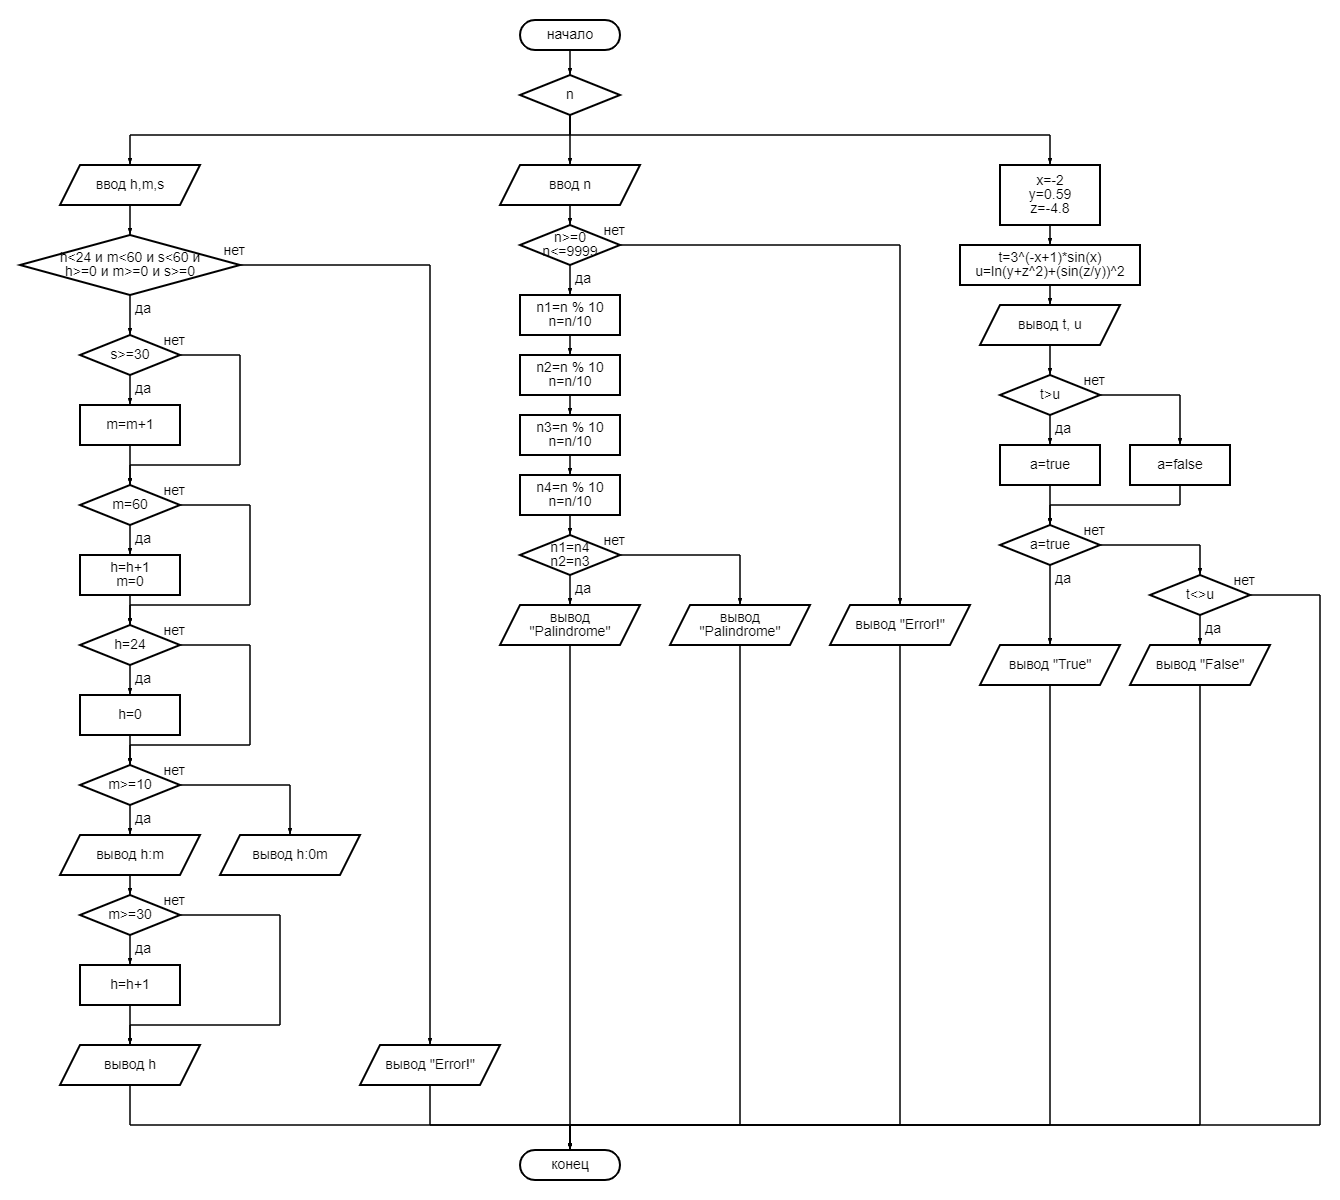 начало
n
ввод h,m,s
h<24 и m<60 и s<60 и
h>=0 и m>=0 и s>=0
нет
да
s>=30
нет
да
m=m+1
m=60
нет
да
h=h+1
m=0
h=24
нет
да
h=0
m>=10
нет
да
вывод h:m
вывод h:0m
m>=30
нет
да
h=h+1
вывод h
вывод "Error!"
ввод n
n>=0
n<=9999
нет
да
n1=n % 10
n=n/10
n2=n % 10
n=n/10
n3=n % 10
n=n/10
n4=n % 10
n=n/10
n1=n4
n2=n3
нет
да
вывод
"Palindrome"
вывод
"Palindrome"
вывод "Error!"
x=-2
y=0.59
z=-4.8
t=3^(-x+1)*sin(x)
u=ln(y+z^2)+(sin(z/y))^2
вывод t, u
t>u
нет
да
a=true
a=false
a=true
нет
да
t<>u
нет
да
вывод "True"
вывод "False"
конец